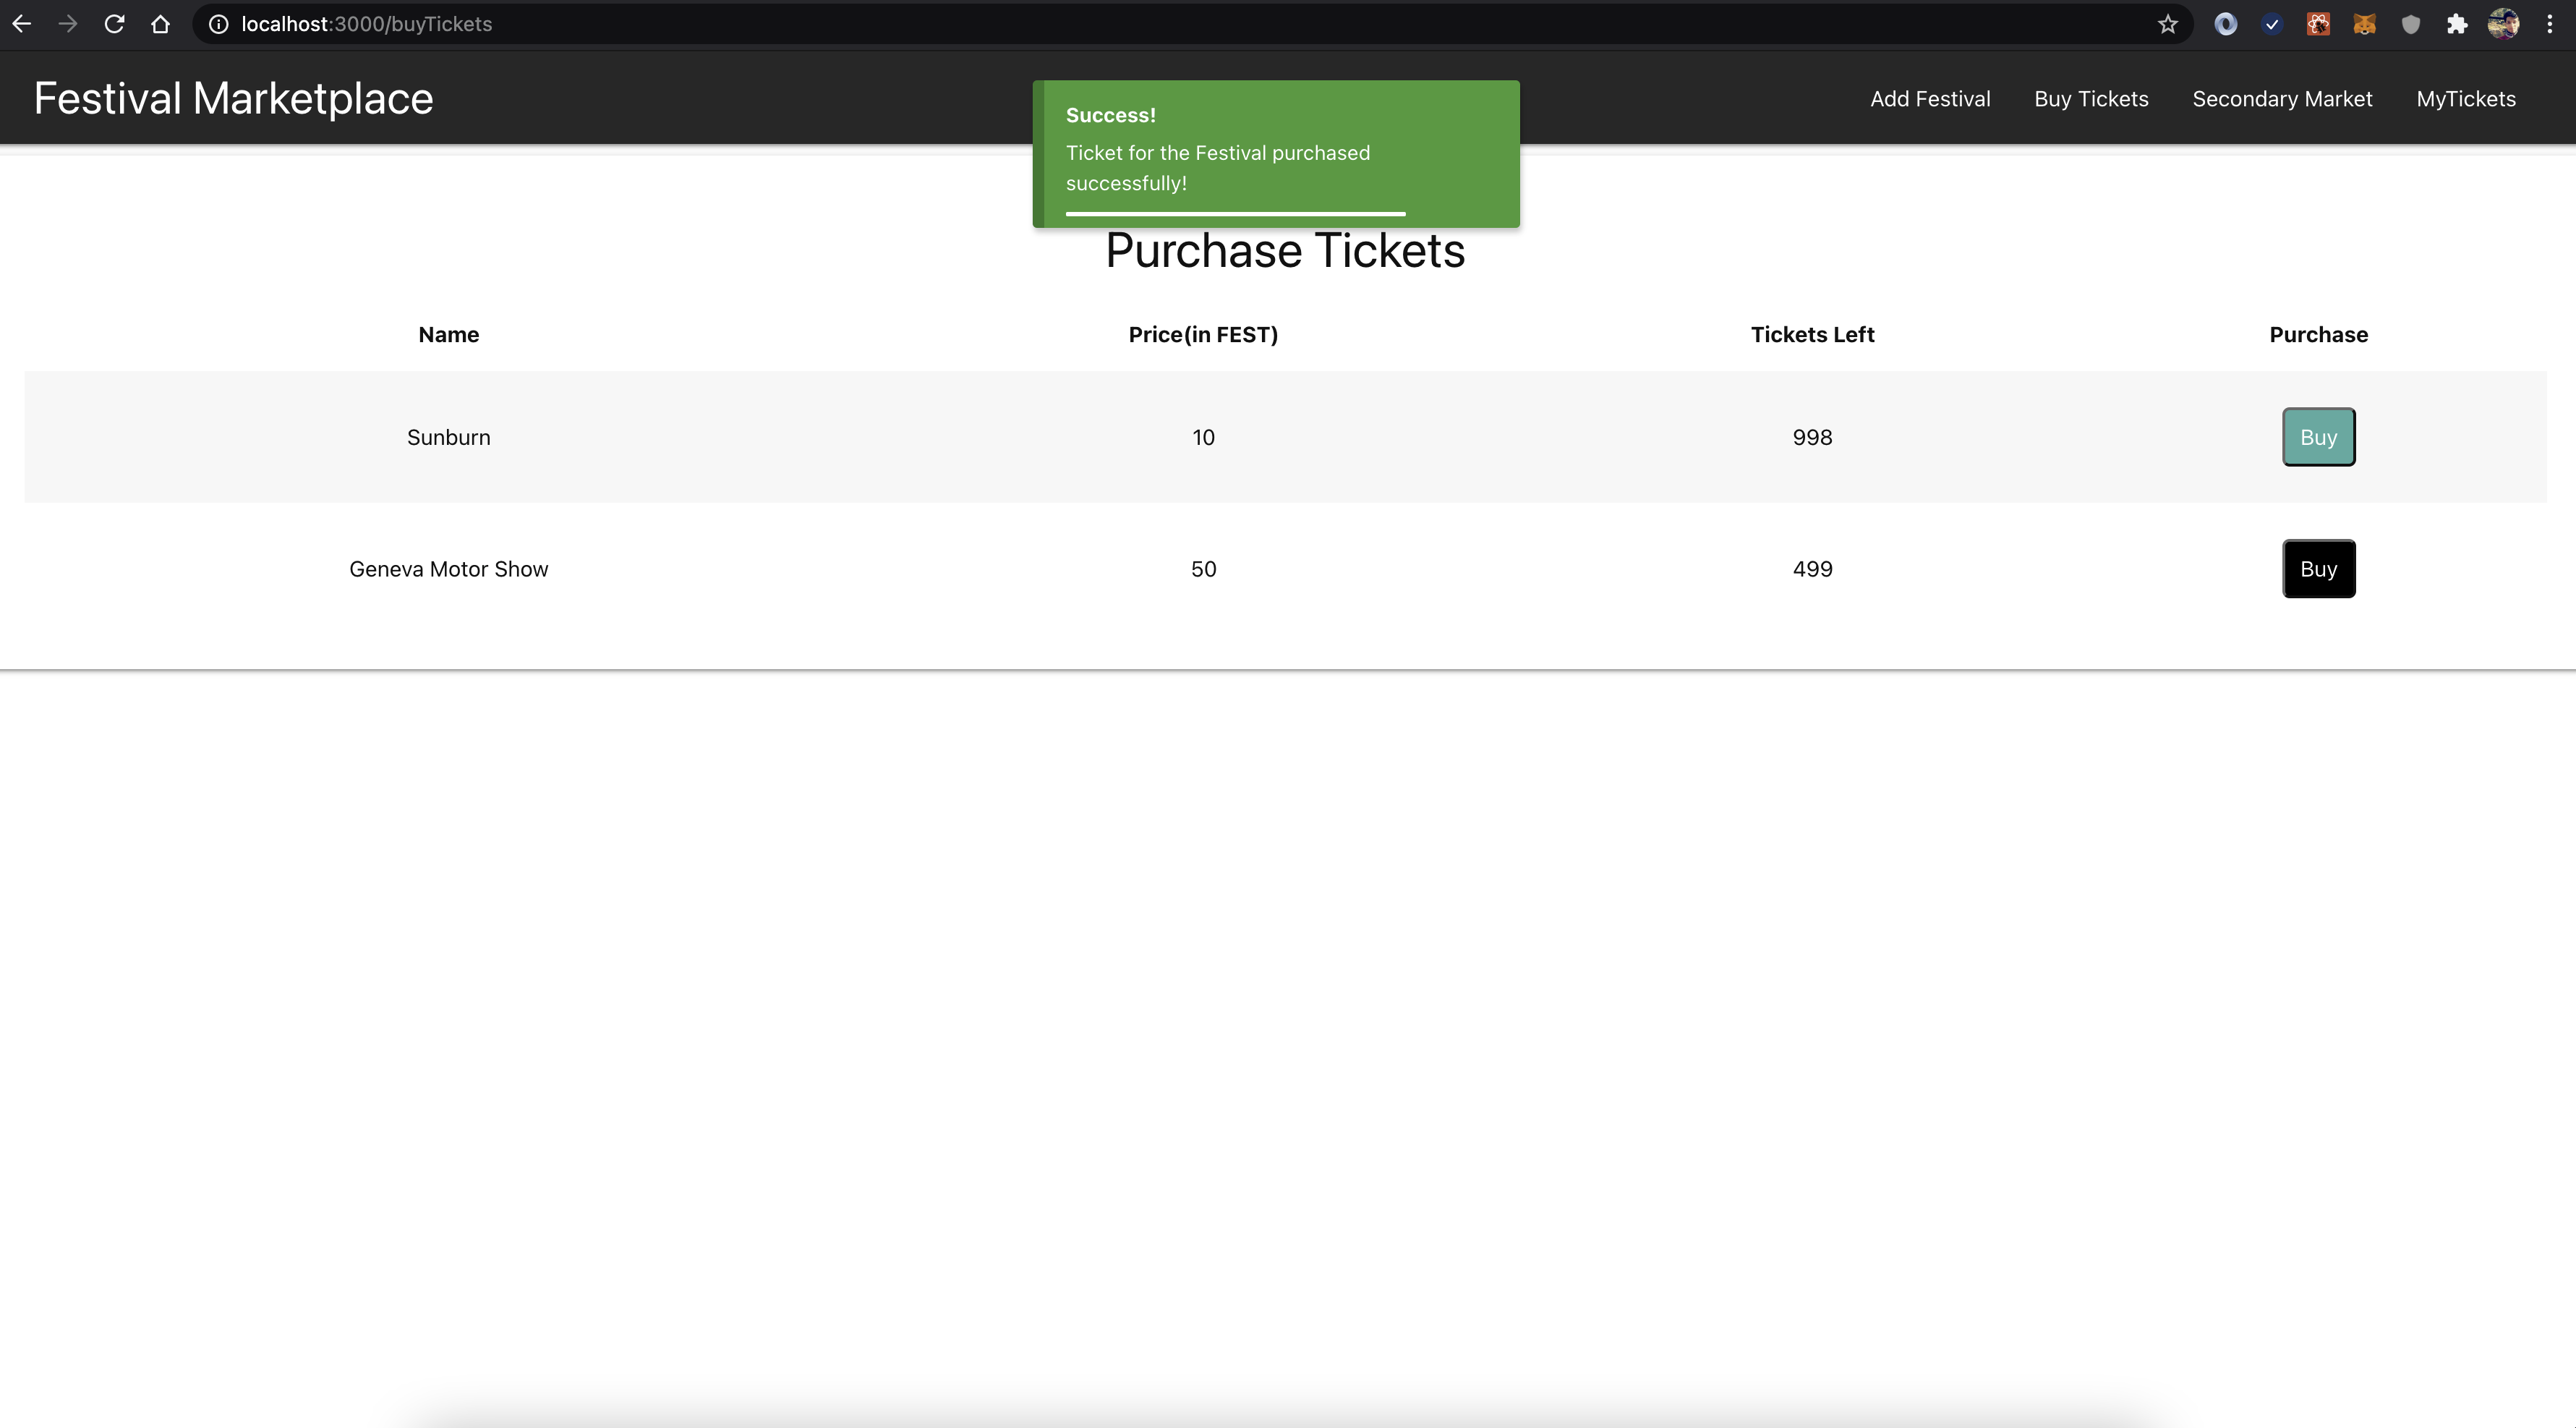 localhost:3000/buyTickets
Festival Marketplace
Add Festival Buy Tickets Secondary Market MyTickets
Success!
Ticket for the Festival purchased
successfully!
Purchase Tickets
Name Price(in FEST) Tickets Left Purchase
Sunburn 10 998 Buy
Geneva Motor Show 50 499 Buy